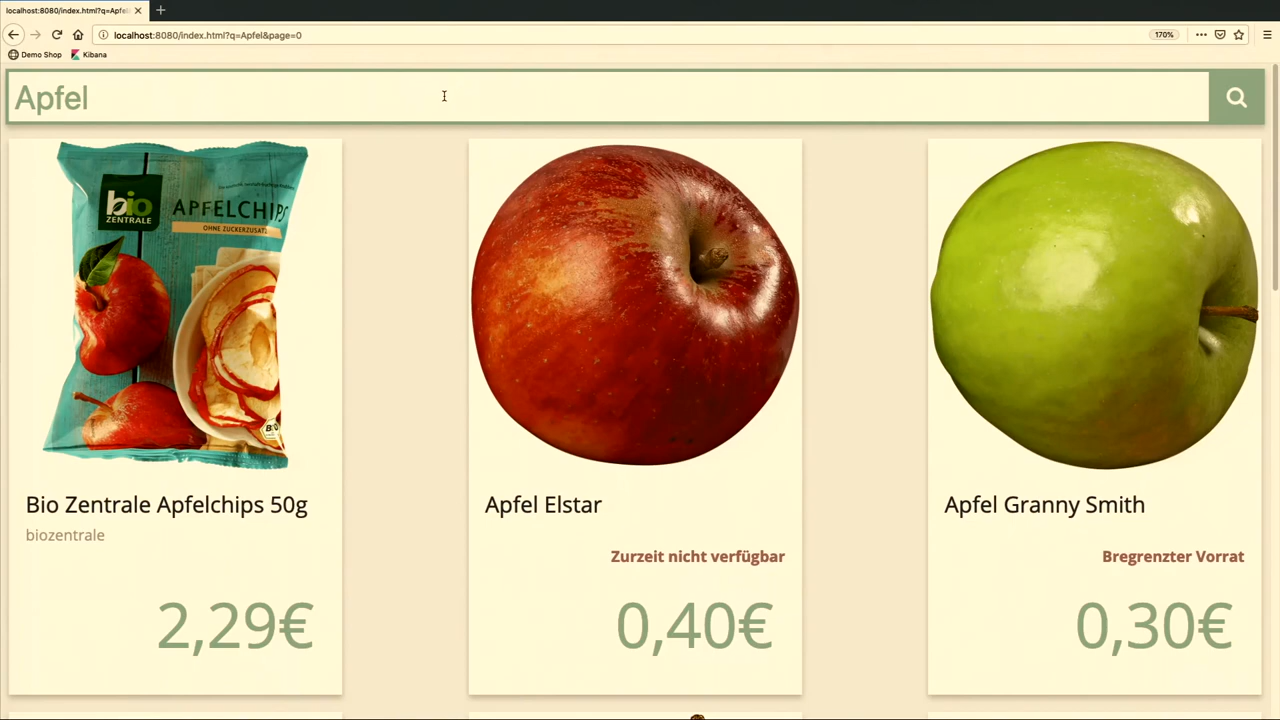 localhost:8080/index.html?q=Apfel
localhost:8080/index.html?q=Apfel&page=0
170%
Demo Shop
Kibana
Apfel
bio
ZENTRALE
APFELCHIPS
OHNE ZUCKERZUSATZ
Bio Zentrale Apfelchips 50g
biozentrale
2,29€
Apfel Elstar
Zurzeit nicht verfügbar
0,40€
Apfel Granny Smith
Bregrenzter Vorrat
0,30€